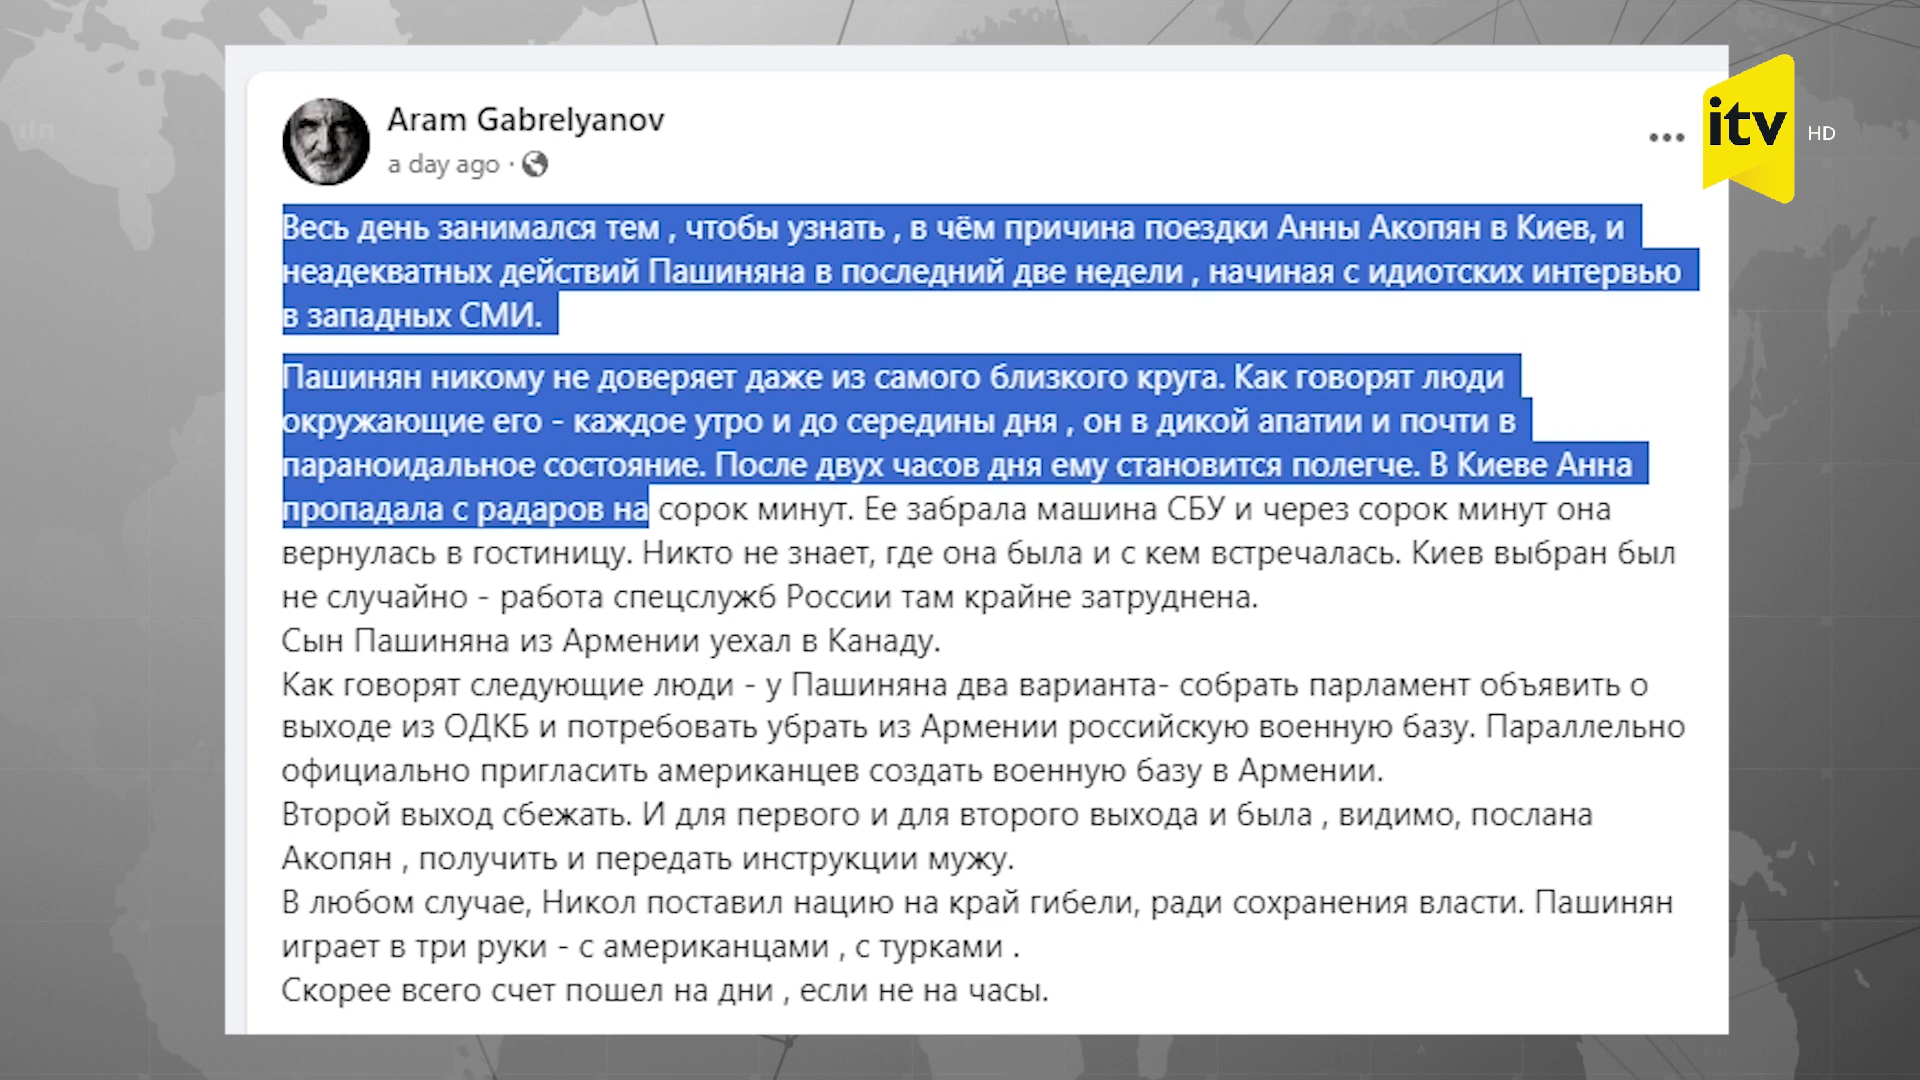 Aram Gabrelyanov
a day ago ·
itv HD
Весь день занимался тем , чтобы узнать , в чём причина поездки Анны Акопян в Киев, и
неадекватных действий Пашиняна в последний две недели , начиная с идиотских интервью
в западных СМИ.
Пашинян никому не доверяет даже из самого близкого круга. Как говорят люди
окружающие его - каждое утро и до середины дня , он в дикой апатии и почти в
параноидальное состояние. После двух часов дня ему становится полегче. В Киеве Анна
пропадала с радаров на сорок минут. Ее забрала машина СБУ и через сорок минут она
вернулась в гостиницу. Никто не знает, где она была и с кем встречалась. Киев выбран был
не случайно - работа спецслужб России там крайне затруднена.
Сын Пашиняна из Армении уехал в Канаду.
Как говорят следующие люди - у Пашиняна два варианта- собрать парламент объявить о
выходе из ОДКБ и потребовать убрать из Армении российскую военную базу. Параллельно
официально пригласить американцев создать военную базу в Армении.
Второй выход сбежать. И для первого и для второго выхода и была , видимо, послана
Акопян , получить и передать инструкции мужу.
В любом случае, Никол поставил нацию на край гибели, ради сохранения власти. Пашинян
играет в три руки - с американцами , с турками .
Скорее всего счет пошел на дни , если не на часы.